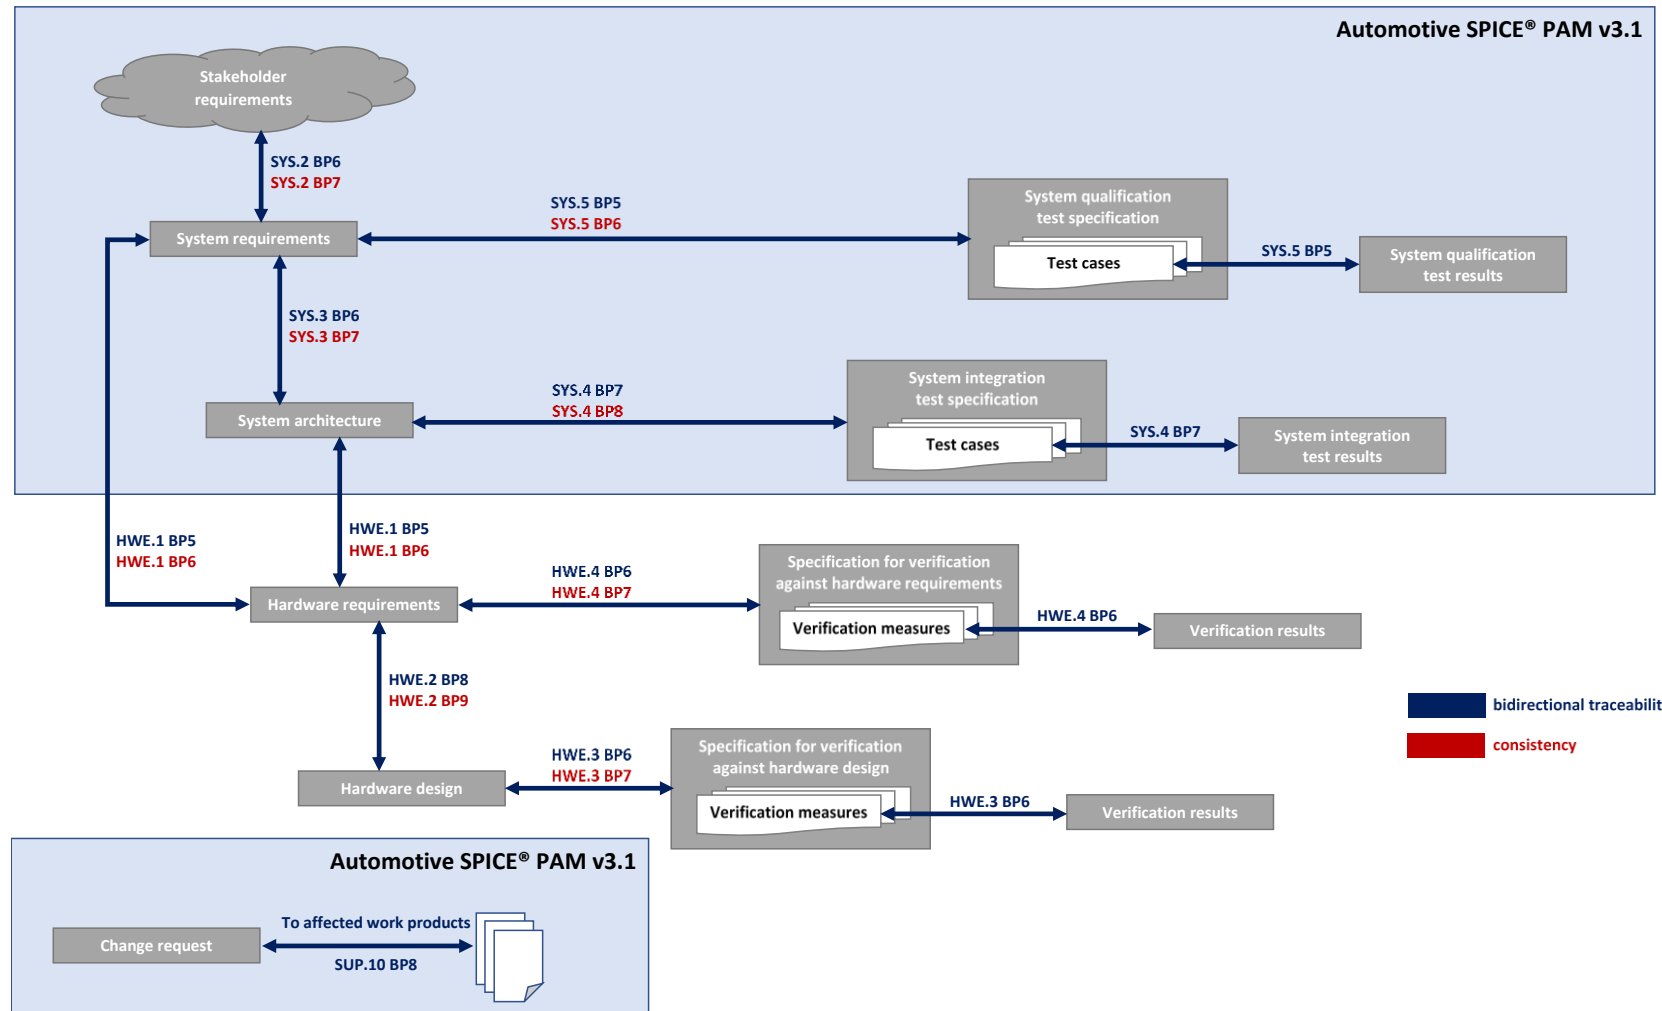 Automotive SPICE® PAM v3.1
Stakeholder
requirements
SYS.2 BP6
SYS.2 BP7
System requirements
SYS.5 BP5
SYS.5 BP6
System qualification
test specification
Test cases
SYS.5 BP5
System qualification
test results
SYS.3 BP6
SYS.3 BP7
System architecture
SYS.4 BP7
SYS.4 BP8
System integration
test specification
Test cases
SYS.4 BP7
System integration
test results
HWE.1 BP5
HWE.1 BP6
HWE.1 BP5
HWE.1 BP6
Hardware requirements
HWE.4 BP6
HWE.4 BP7
Specification for verification
against hardware requirements
Verification measures
HWE.4 BP6
Verification results
HWE.2 BP8
HWE.2 BP9
Hardware design
HWE.3 BP6
HWE.3 BP7
Specification for verification
against hardware design
Verification measures
HWE.3 BP6
Verification results
bidirectional traceabilit
consistency
Automotive SPICE® PAM v3.1
Change request
To affected work products
SUP.10 BP8